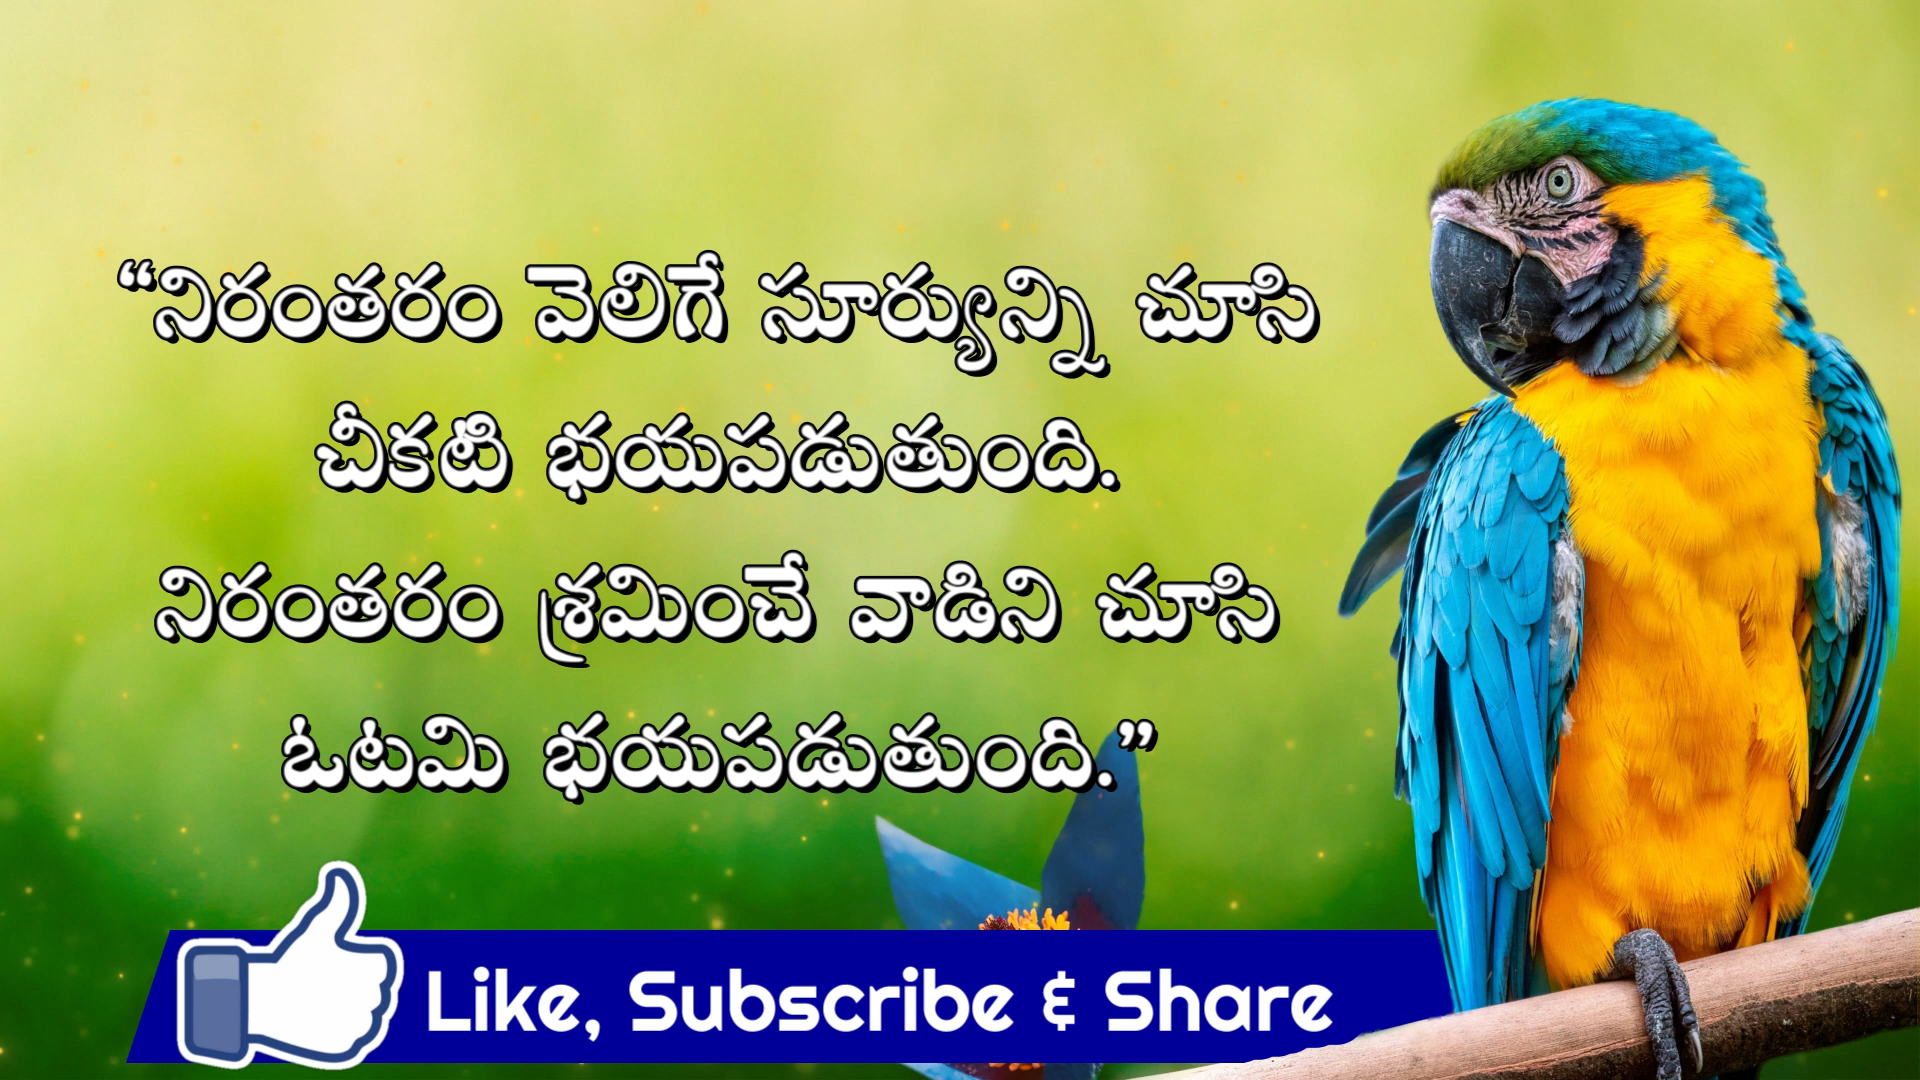 “నిరంతరం వెలిగే సూర్యున్ని చూసి
చీకటి భయపడుతుంది.
నిరంతరం శ్రమించే వాడిని చూసి
ఓటమి భయపడుతుంది.”
Like, Subscribe & Share